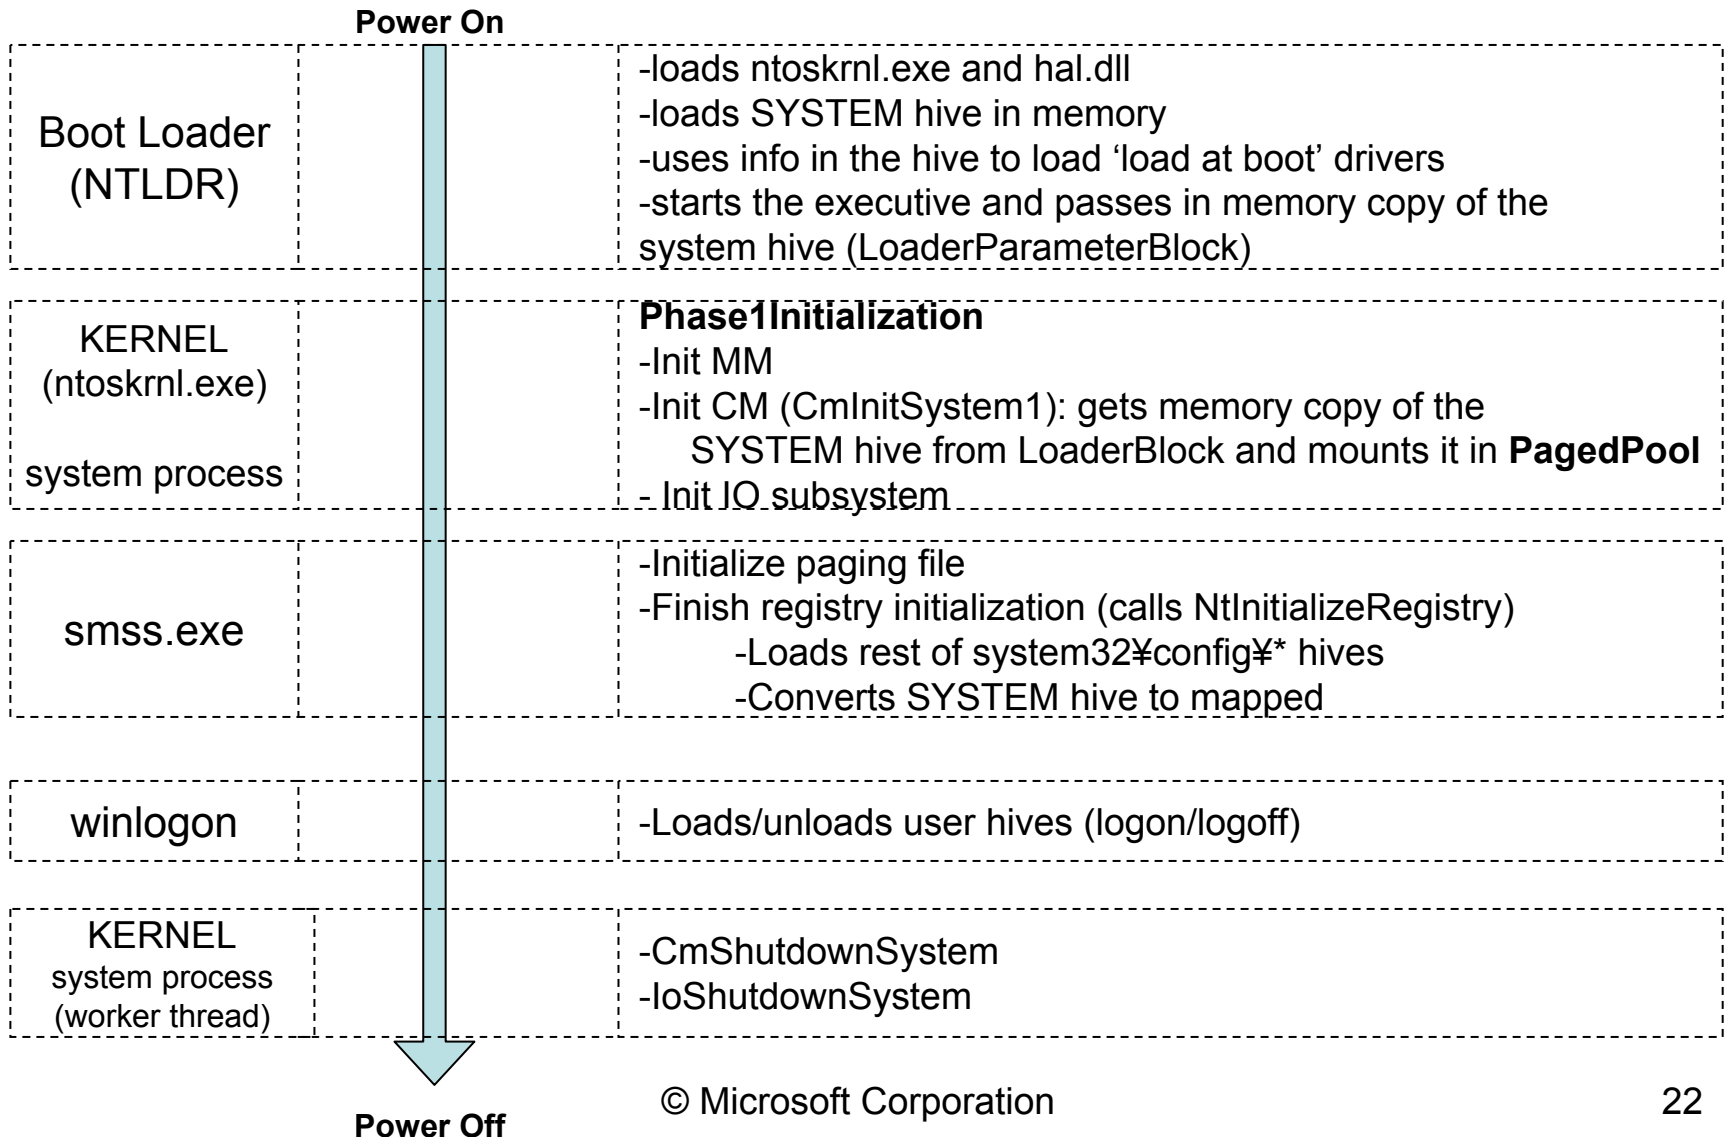 Power On
Boot Loader
(NTLDR)
-loads ntoskrnl.exe and hal.dll
-loads SYSTEM hive in memory
-uses info in the hive to load ‘load at boot’ drivers
-starts the executive and passes in memory copy of the
system hive (LoaderParameterBlock)
KERNEL
(ntoskrnl.exe)
system process
Phase1Initialization
-Init MM
-Init CM (CmInitSystem1): gets memory copy of the
SYSTEM hive from LoaderBlock and mounts it in PagedPool
- Init IO subsystem
smss.exe
-Initialize paging file
-Finish registry initialization (calls NtInitializeRegistry)
-Loads rest of system32¥config¥* hives
-Converts SYSTEM hive to mapped
winlogon
-Loads/unloads user hives (logon/logoff)
KERNEL
system process
(worker thread)
-CmShutdownSystem
-IoShutdownSystem
Power Off
© Microsoft Corporation
22